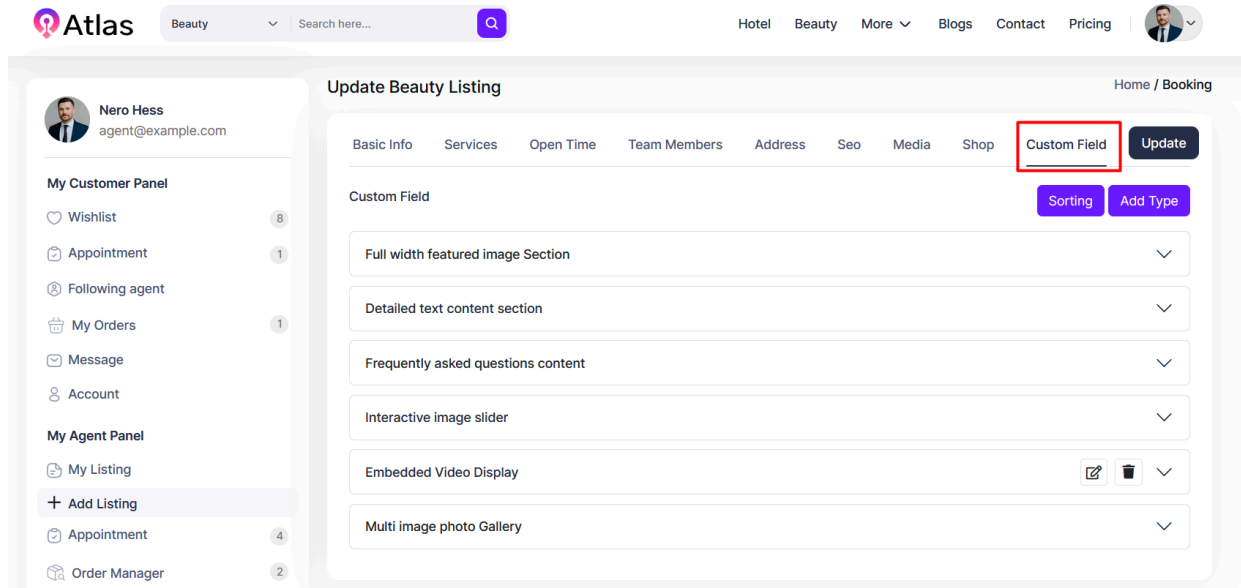 Atlas
Beauty
Search here...
Hotel
Beauty
More
Blogs
Contact
Pricing
Nero Hess
agent@example.com
My Customer Panel
Wishlist 8
Appointment 1
Following agent
My Orders 1
Message
Account
My Agent Panel
My Listing
Add Listing
Appointment 4
Order Manager 2
Update Beauty Listing
Home / Booking
Basic Info
Services
Open Time
Team Members
Address
Seo
Media
Shop
Custom Field
Update
Custom Field
Sorting
Add Type
Full width featured image Section
Detailed text content section
Frequently asked questions content
Interactive image slider
Embedded Video Display
Multi image photo Gallery